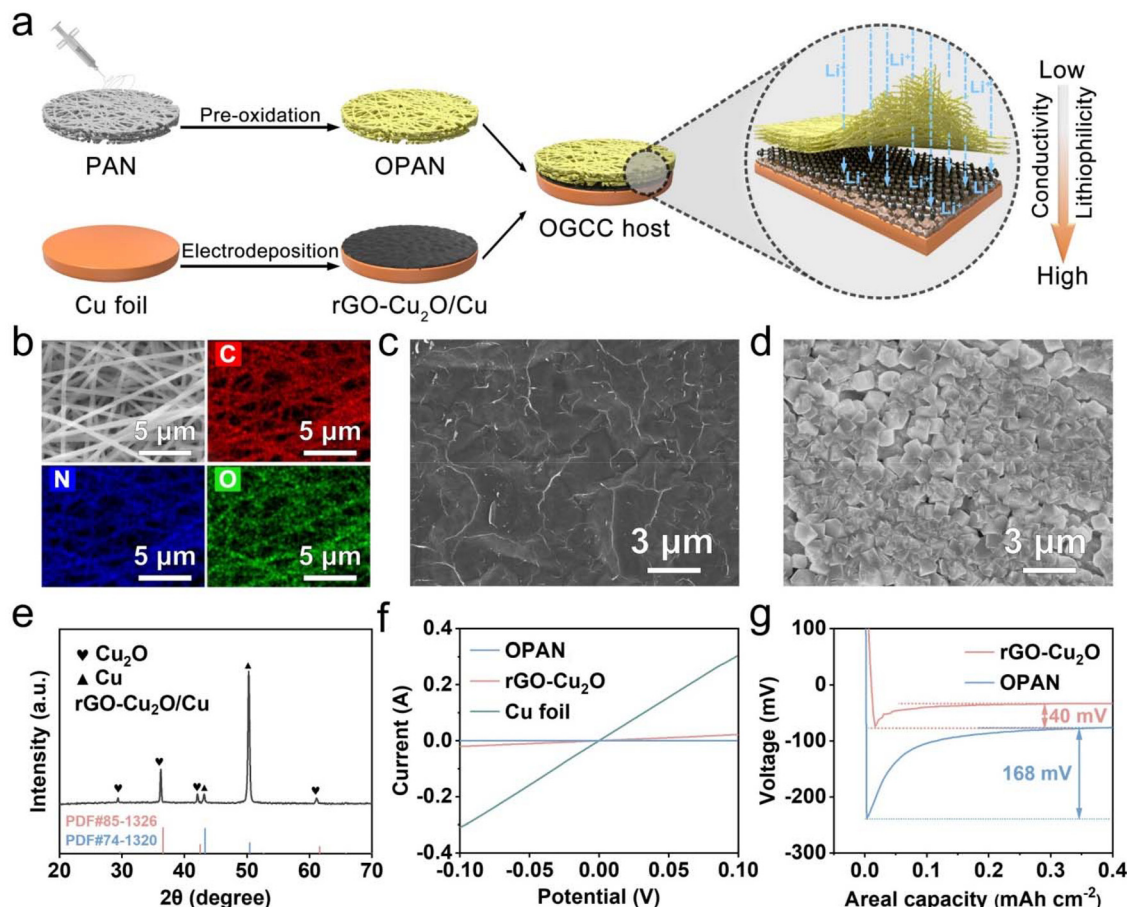 a
PAN
Pre-oxidation
OPAN
Cu foil
Electrodeposition
rGO-Cu₂O/Cu
OGCC host
Li⁺
Li⁺
Li⁺
Li⁺
Li⁺
Li⁺
Low
Conductivity
Lithiophilicity
High
b
5 μm
C
5 μm
N
5 μm
O
5 μm
c
3 μm
d
3 μm
e
Intensity (a.u.)
♥ Cu₂O
▲ Cu
rGO-Cu₂O/Cu
PDF#85-1326
PDF#74-1320
20 30 40 50 60 70
2θ (degree)
f
Current (A)
0.4
0.2
0.0
-0.2
-0.4
OPAN
rGO-Cu₂O
Cu foil
-0.10 -0.05 0.00 0.05 0.10
Potential (V)
g
Voltage (mV)
100
0
-100
-200
-300
rGO-Cu₂O
OPAN
40 mV
168 mV
0.0 0.1 0.2 0.3 0.4
Areal capacity (mAh cm⁻²)